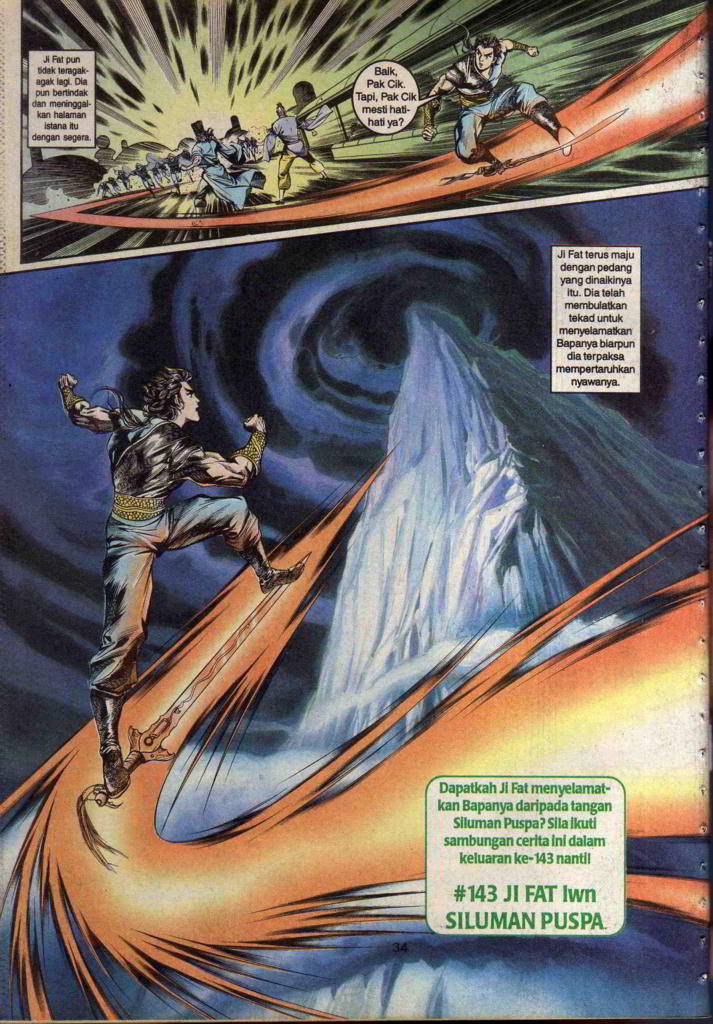 Ji Fat pun
tidak teragak-
agak lagi. Dia
pun bertindak
dan meninggal-
kan halaman
istana itu
dengan segera.
Baik,
Pak Cik.
Tapi, Pak Cik
mesti hati-
hati ya?
Ji Fat terus maju
dengan pedang
yang dinaikinya
itu. Dia telah
membulatkan
tekad untuk
menyelamatkan
Bapanya biarpun
dia terpaksa
mempertaruhkan
nyawanya.
Dapatkah Ji Fat menyelamat-
kan Bapanya daripada tangan
Siluman Puspa? Sila ikuti
sambungan cerita ini dalam
keluaran ke-143 nanti!
#143 JI FAT lwn
SILUMAN PUSPA
34